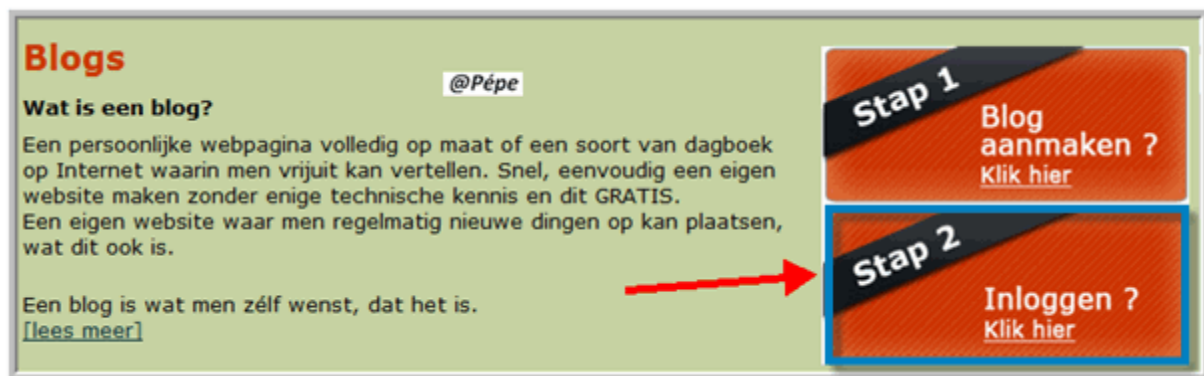 Blogs
@Pépe
Wat is een blog?
Een persoonlijke webpagina volledig op maat of een soort van dagboek
op Internet waarin men vrijuit kan vertellen. Snel, eenvoudig een eigen
website maken zonder enige technische kennis en dit GRATIS.
Een eigen website waar men regelmatig nieuwe dingen op kan plaatsen,
wat dit ook is.
Een blog is wat men zélf wenst, dat het is.
[lees meer]
Stap 1
Blog
aanmaken ?
Klik hier
Stap 2
Inloggen ?
Klik hier